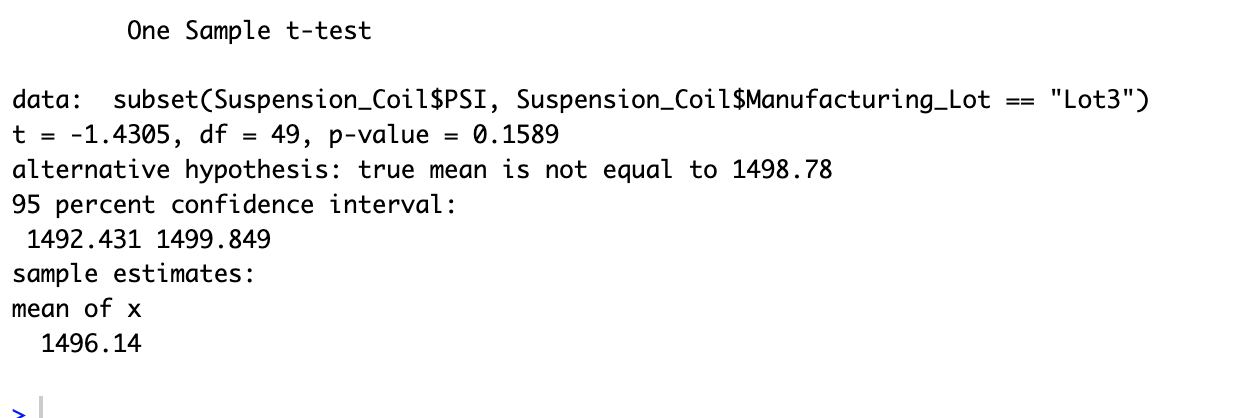 One Sample t-test
data:  subset(Suspension_Coil$PSI, Suspension_Coil$Manufacturing_Lot == "Lot3")
t = -1.4305, df = 49, p-value = 0.1589
alternative hypothesis: true mean is not equal to 1498.78
95 percent confidence interval:
1492.431 1499.849
sample estimates:
mean of x
1496.14
>